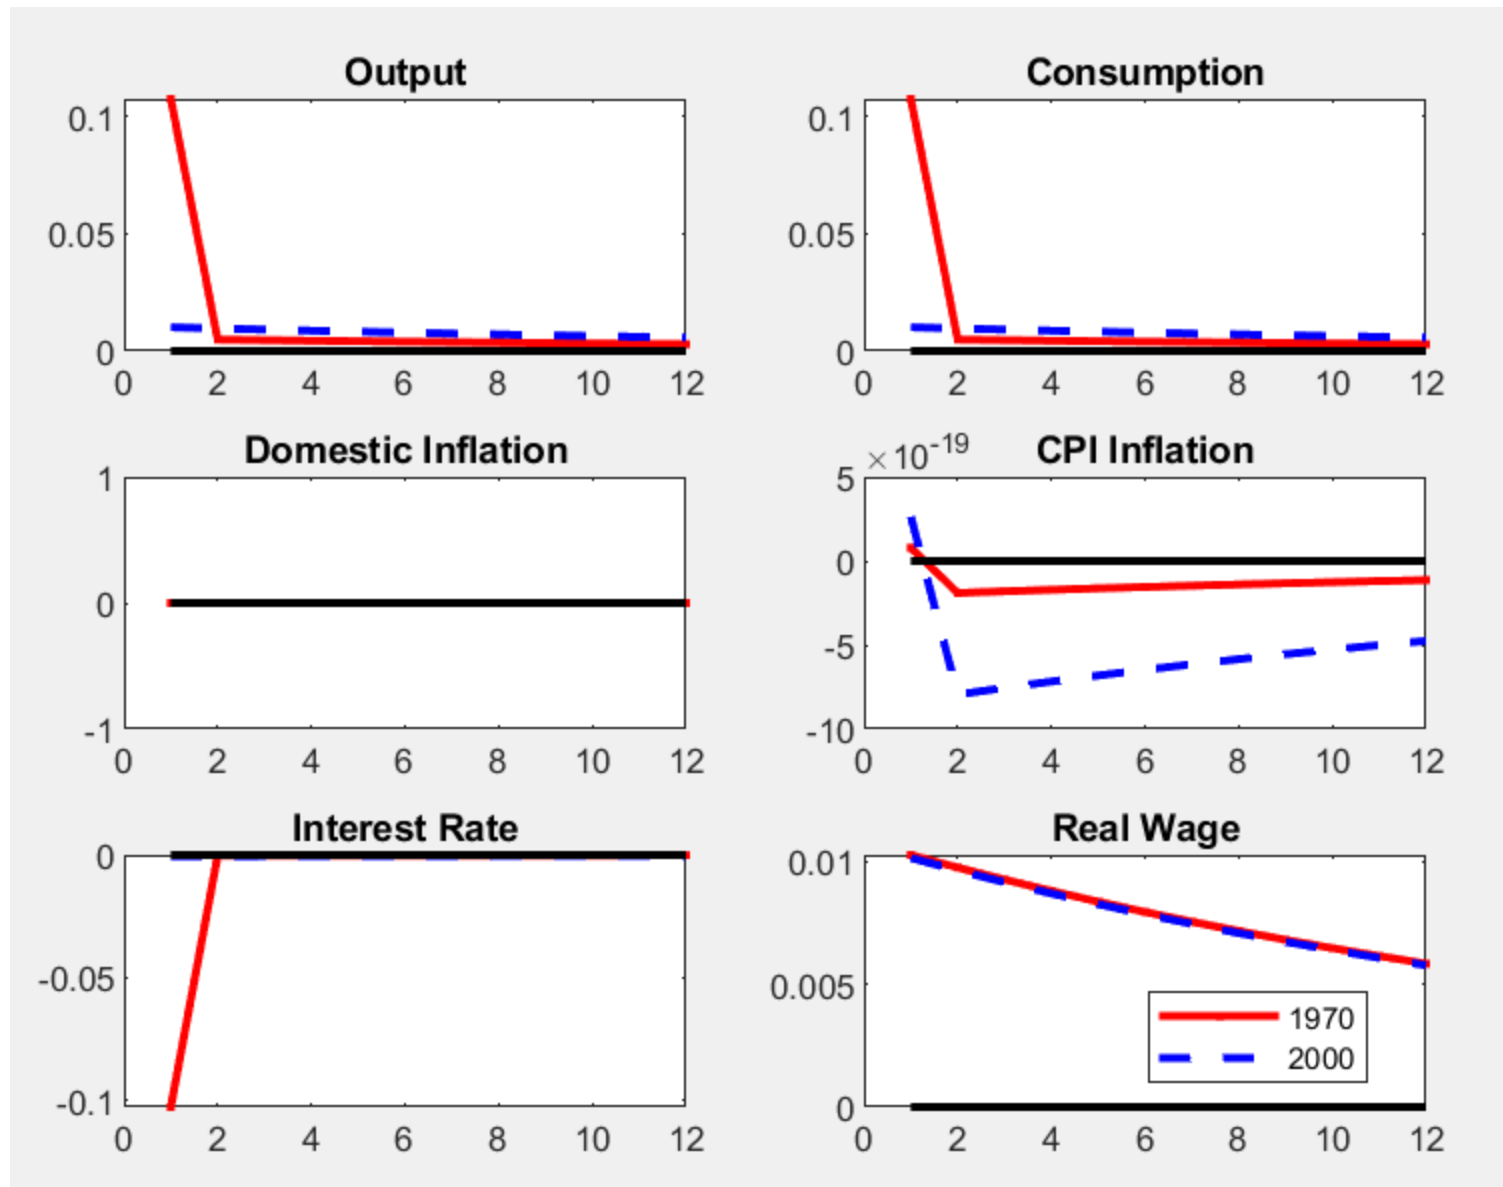 Output
0.1
0.05
0
0 2 4 6 8 10 12
Consumption
0.1
0.05
0
0 2 4 6 8 10 12
Domestic Inflation
1
0
-1
0 2 4 6 8 10 12
×10⁻¹⁹ CPI Inflation
5
0
-5
-10
0 2 4 6 8 10 12
Interest Rate
0
-0.05
-0.1
0 2 4 6 8 10 12
Real Wage
0.01
0.005
0
1970
2000
0 2 4 6 8 10 12